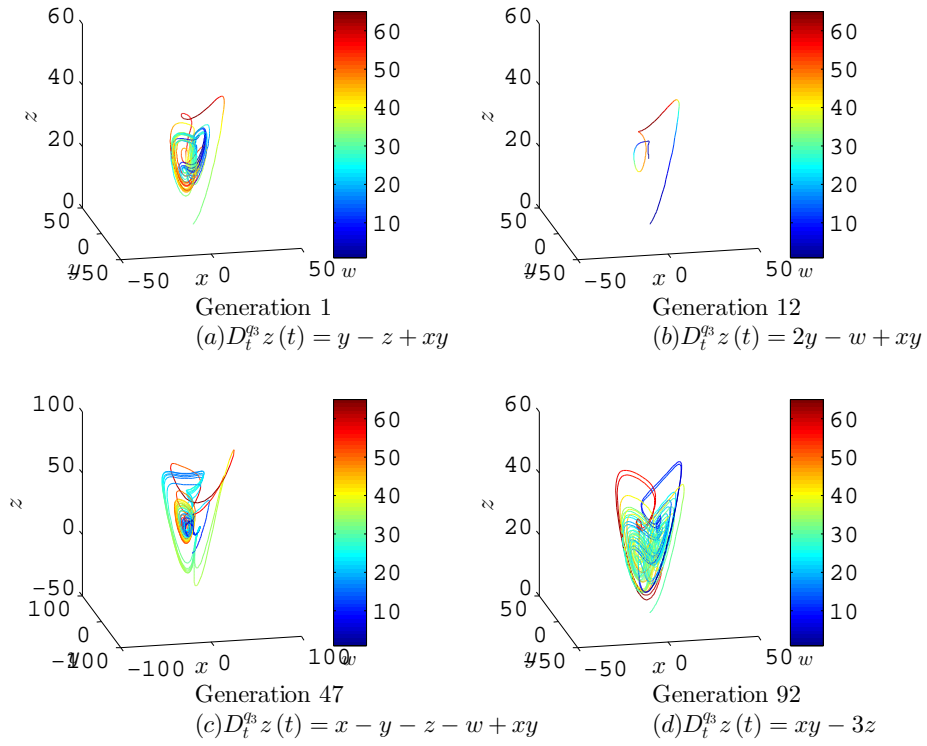 60
40
20
0
z
50
0
−50
y
−50
0
50
x
w
60
50
40
30
20
10
Generation 1
(a)D_t^{q_3} z (t) = y − z + xy
60
40
20
0
z
50
0
−50
y
−50
0
50
x
w
60
50
40
30
20
10
Generation 12
(b)D_t^{q_3} z (t) = 2y − w + xy
100
50
0
−50
z
100
0
−100
y
−100
0
100
x
w
60
50
40
30
20
10
Generation 47
(c)D_t^{q_3} z (t) = x − y − z − w + xy
60
40
20
0
z
50
0
−50
y
−50
0
50
x
w
60
50
40
30
20
10
Generation 92
(d)D_t^{q_3} z (t) = xy − 3z